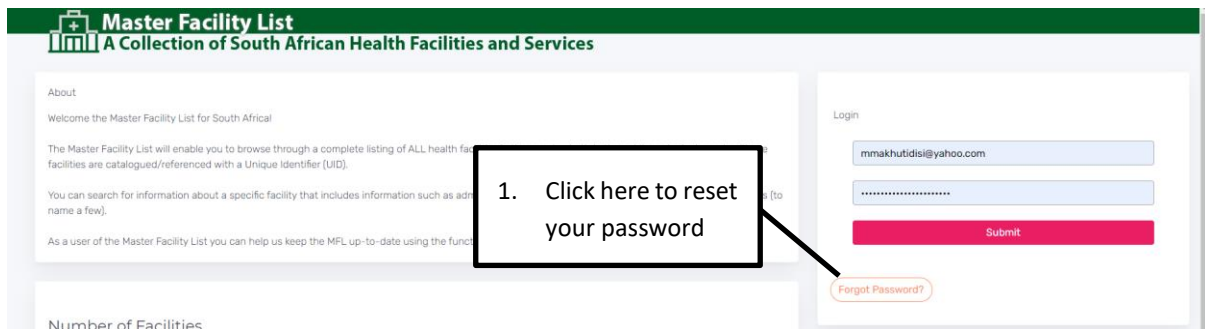 Master Facility List
A Collection of South African Health Facilities and Services
About
Welcome the Master Facility List for South Africa!
The Master Facility List will enable you to browse through a complete listing of ALL health fac
facilities are catalogued/referenced with a Unique Identifier (UID).
You can search for information about a specific facility that includes information such as adm
s (to
name a few).
As a user of the Master Facility List you can help us keep the MFL up-to-date using the funct
Number of Facilities
1. Click here to reset
your password
Login
mmakhutidisi@yahoo.com
Submit
Forgot Password?